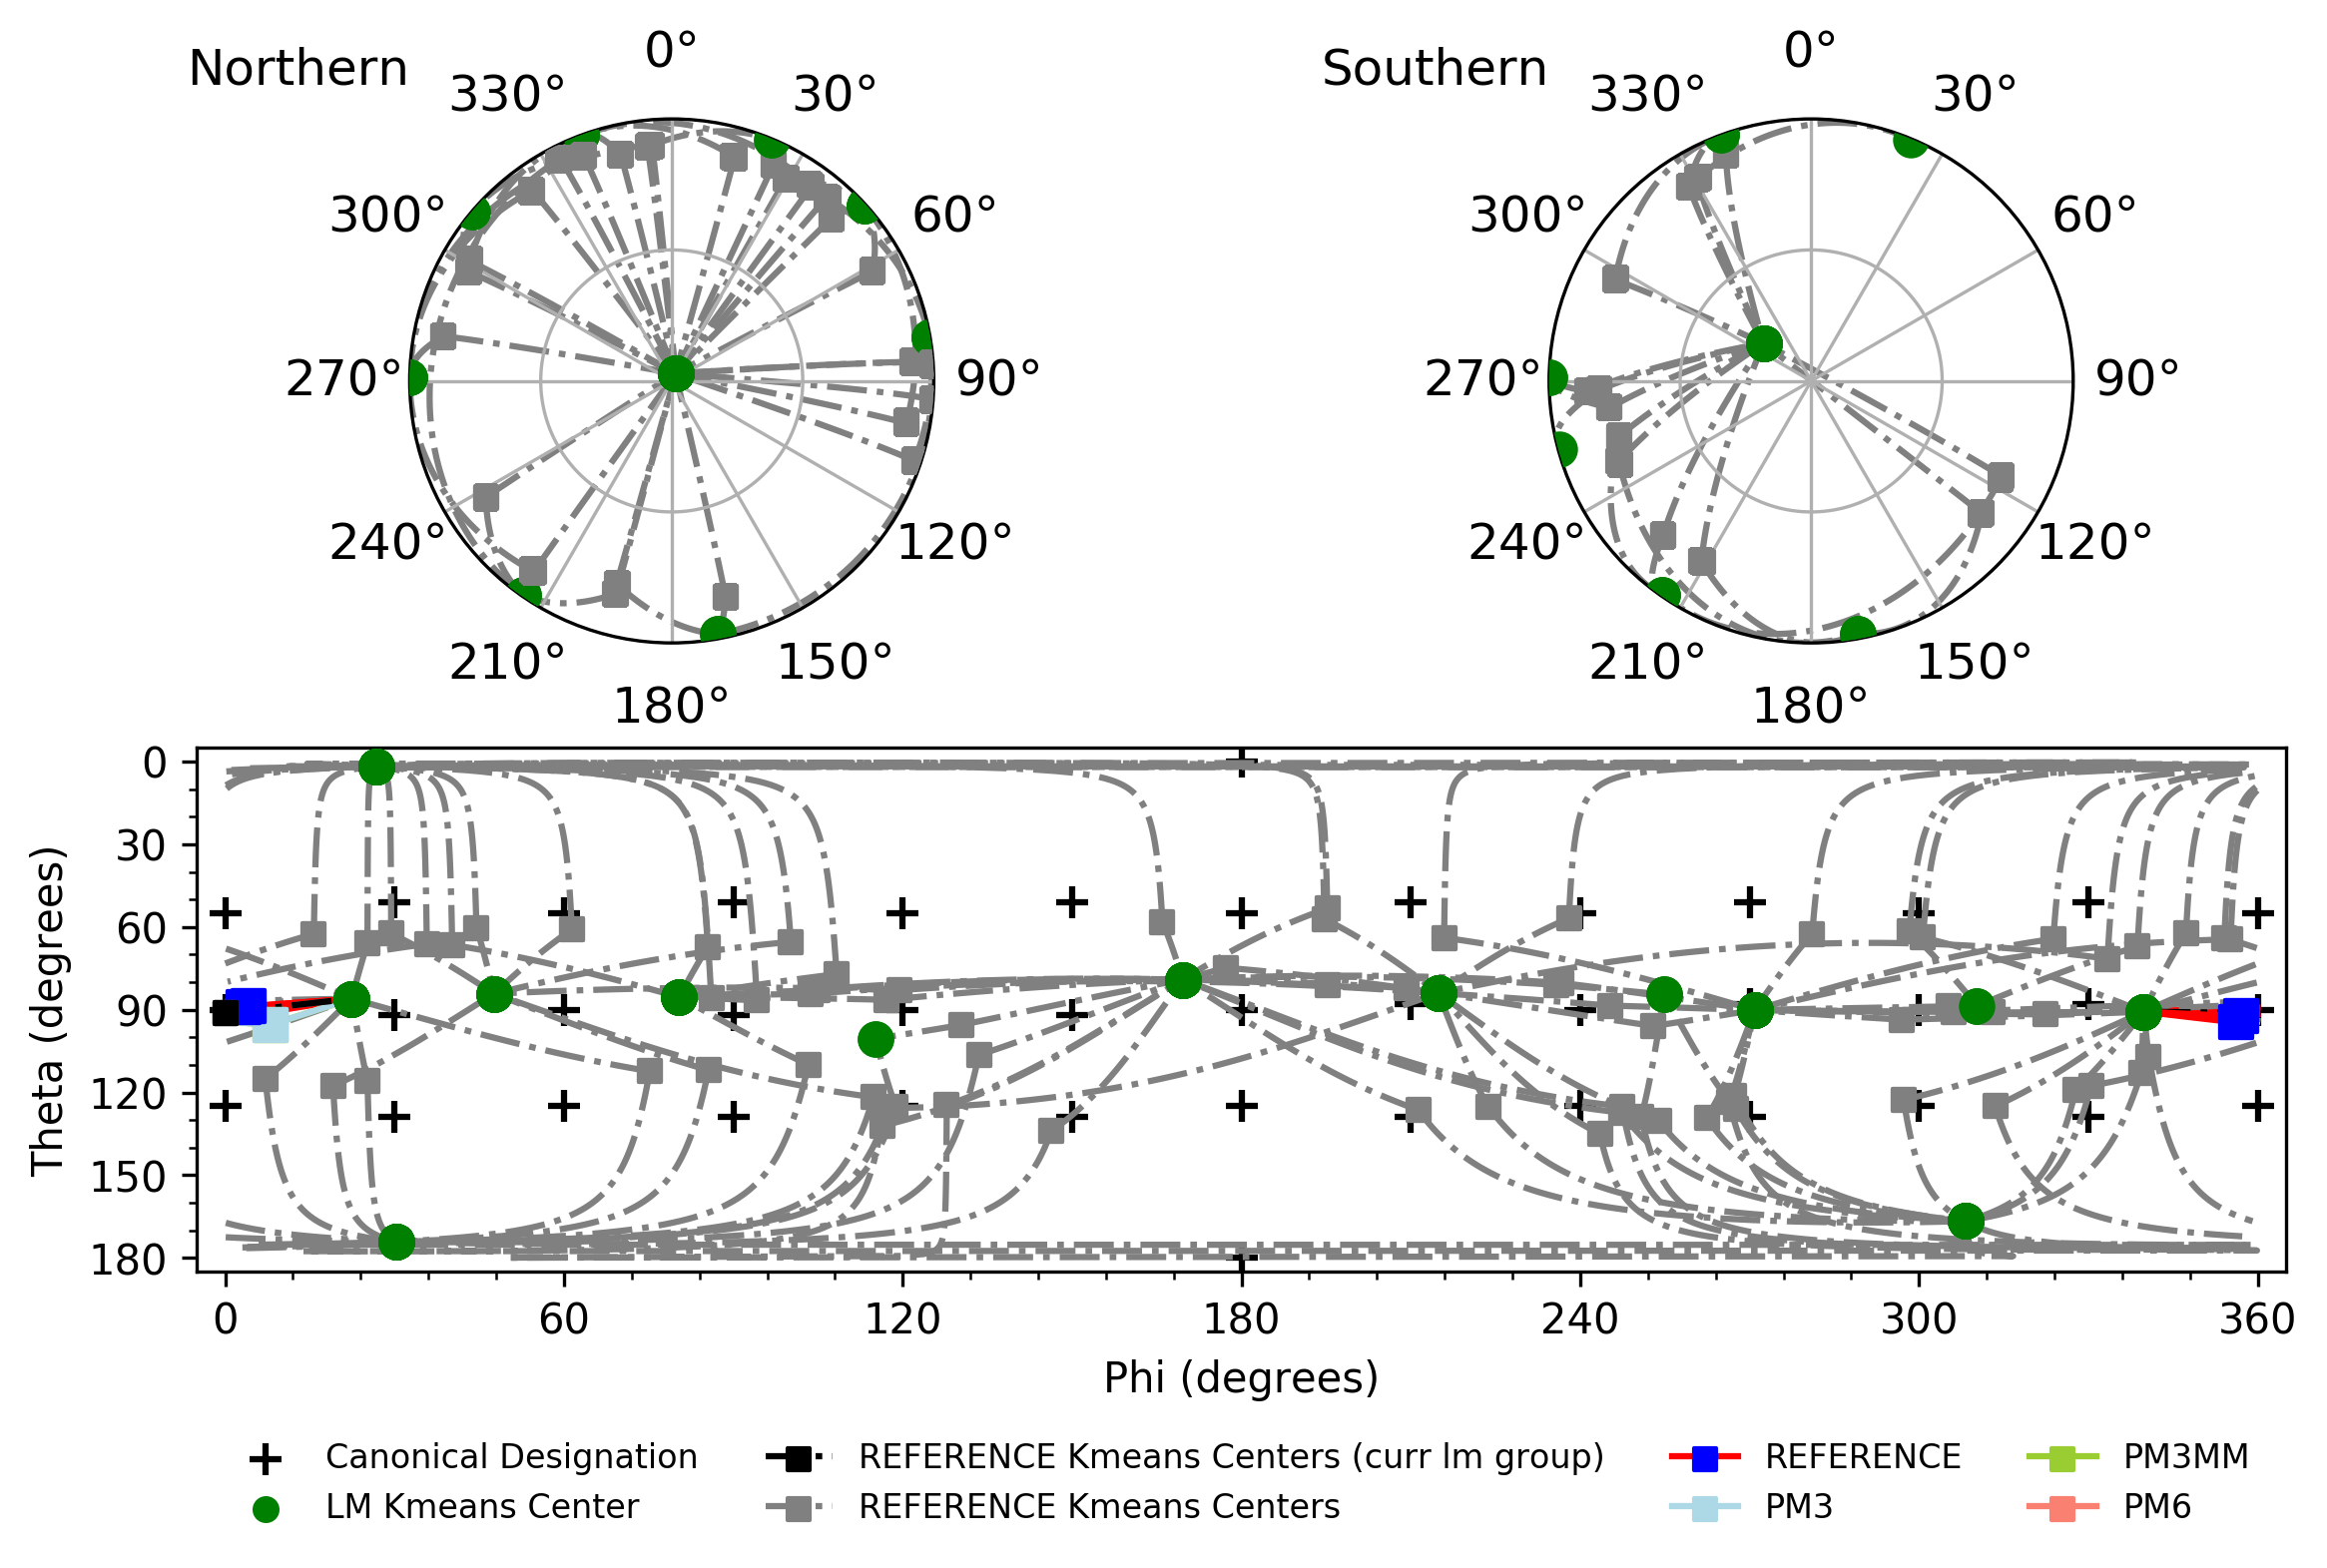 Northern
0°
30°
60°
90°
120°
150°
180°
210°
240°
270°
300°
330°
Southern
0°
30°
60°
90°
120°
150°
180°
210°
240°
270°
300°
330°
Theta (degrees)
0
30
60
90
120
150
180
0 60 120 180 240 300 360
Phi (degrees)
Canonical Designation
LM Kmeans Center
REFERENCE Kmeans Centers (curr lm group)
REFERENCE Kmeans Centers
REFERENCE
PM3
PM3MM
PM6